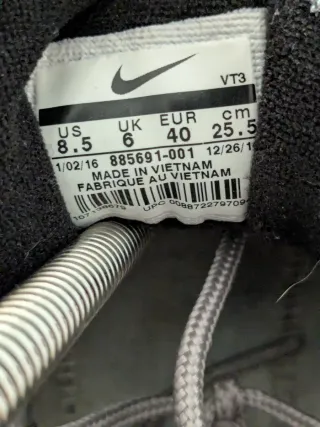 VT3
US UK EUR cm
8.5 6 40 25.5
1/02/16 885691-001
MADE IN VIETNAM
FABRIQUE AU VIETNAM